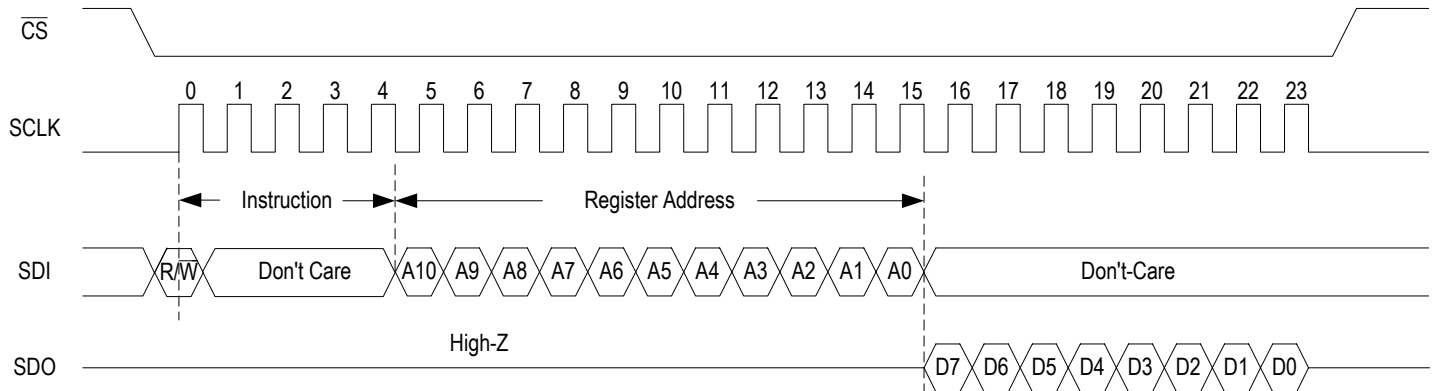 CS
0 1 2 3 4 5 6 7 8 9 10 11 12 13 14 15 16 17 18 19 20 21 22 23
SCLK
Instruction Register Address
SDI R/W Don't Care A10 A9 A8 A7 A6 A5 A4 A3 A2 A1 A0 Don't-Care
High-Z
SDO D7 D6 D5 D4 D3 D2 D1 D0